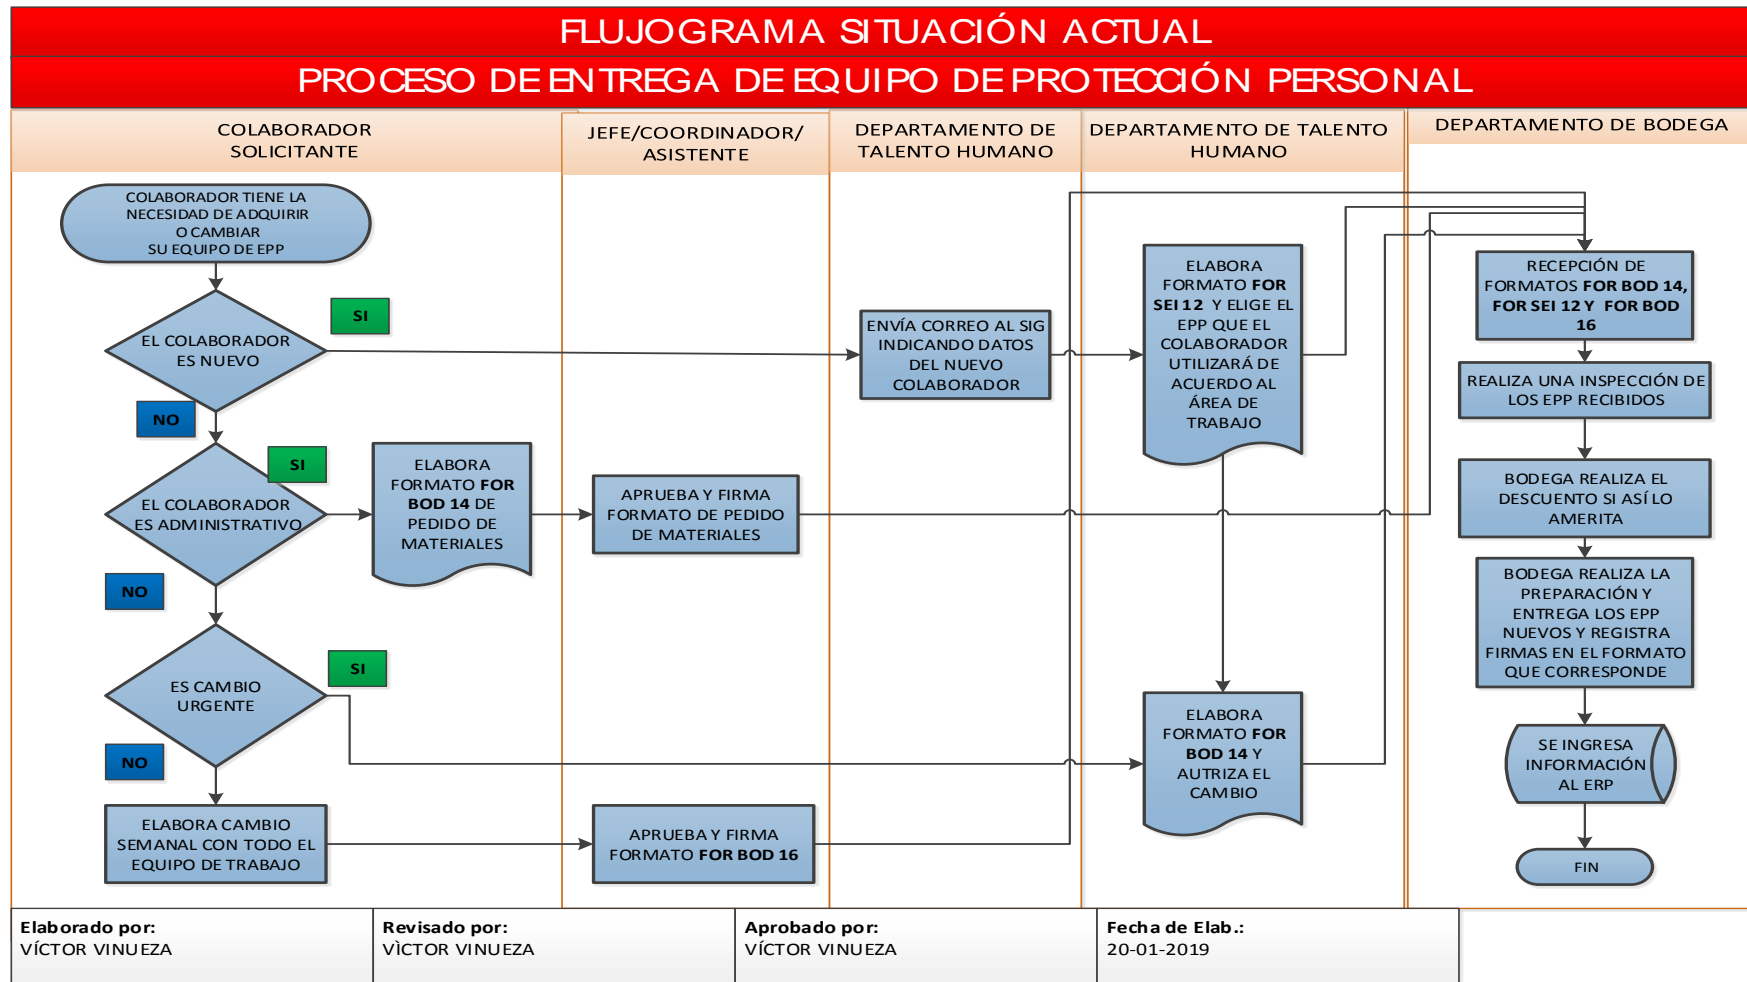 FLUJOGRAMA SITUACIÓN ACTUAL
PROCESO DE ENTREGA DE EQUIPO DE PROTECCIÓN PERSONAL
COLABORADOR
SOLICITANTE
JEFE/COORDINADOR/
ASISTENTE
DEPARTAMENTO DE
TALENTO HUMANO
DEPARTAMENTO DE TALENTO
HUMANO
DEPARTAMENTO DE BODEGA
COLABORADOR TIENE LA
NECESIDAD DE ADQUIRIR
O CAMBIAR
SU EQUIPO DE EPP
EL COLABORADOR
ES NUEVO
SI
NO
ENVÍA CORREO AL SIG
INDICANDO DATOS
DEL NUEVO
COLABORADOR
ELABORA
FORMATO FOR
SEI 12 Y ELIGE EL
EPP QUE EL
COLABORADOR
UTILIZARÁ DE
ACUERDO AL
ÁREA DE
TRABAJO
EL COLABORADOR
ES ADMINISTRATIVO
SI
NO
ELABORA
FORMATO FOR
BOD 14 DE
PEDIDO DE
MATERIALES
APRUEBA Y FIRMA
FORMATO DE PEDIDO
DE MATERIALES
ES CAMBIO
URGENTE
SI
NO
ELABORA
FORMATO FOR
BOD 14 Y
AUTRIZA EL
CAMBIO
ELABORA CAMBIO
SEMANAL CON TODO EL
EQUIPO DE TRABAJO
APRUEBA Y FIRMA
FORMATO FOR BOD 16
RECEPCIÓN DE
FORMATOS FOR BOD 14,
FOR SEI 12 Y FOR BOD
16
REALIZA UNA INSPECCIÓN DE
LOS EPP RECIBIDOS
BODEGA REALIZA EL
DESCUENTO SI ASÍ LO
AMERITA
BODEGA REALIZA LA
PREPARACIÓN Y
ENTREGA LOS EPP
NUEVOS Y REGISTRA
FIRMAS EN EL FORMATO
QUE CORRESPONDE
SE INGRESA
INFORMACIÓN
AL ERP
FIN
Elaborado por:
VÍCTOR VINUEZA
Revisado por:
VÌCTOR VINUEZA
Aprobado por:
VÍCTOR VINUEZA
Fecha de Elab.:
20-01-2019